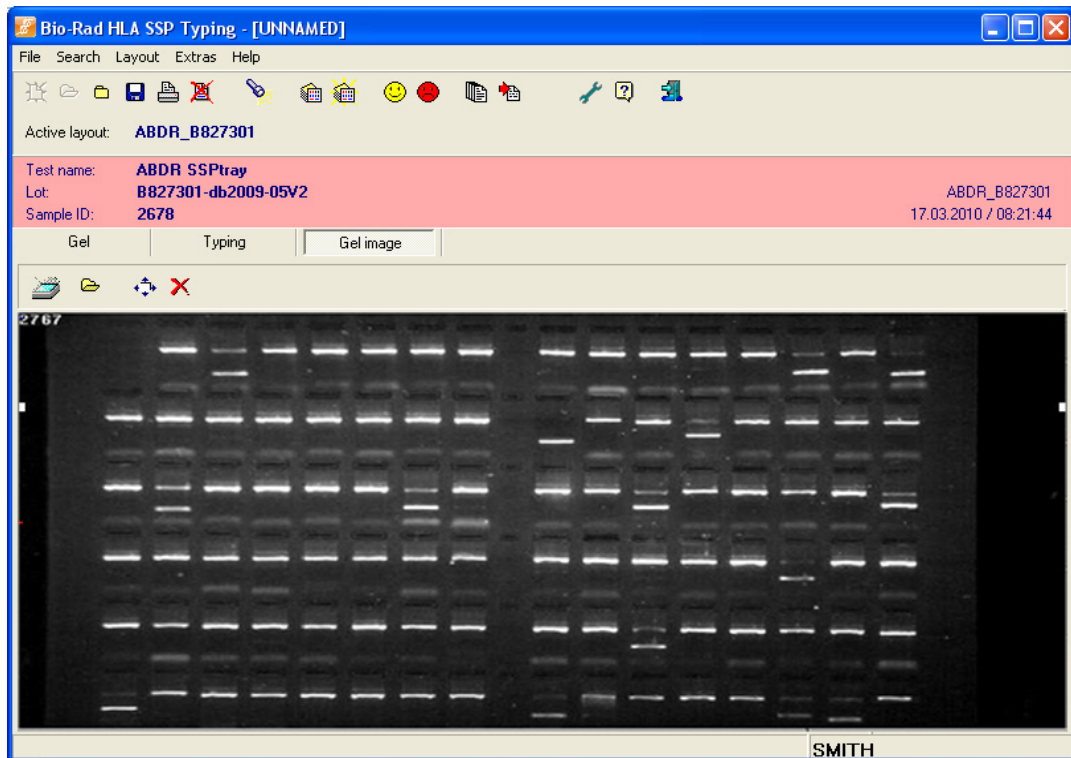 Bio-Rad HLA SSP Typing - [UNNAMED]
File Search Layout Extras Help
Active layout: ABDR_B827301
Test name: ABDR SSPtray
Lot: B827301-db2009-05V2 ABDR_B827301
Sample ID: 2678 17.03.2010 / 08:21:44
Gel Typing Gel image
2767
SMITH